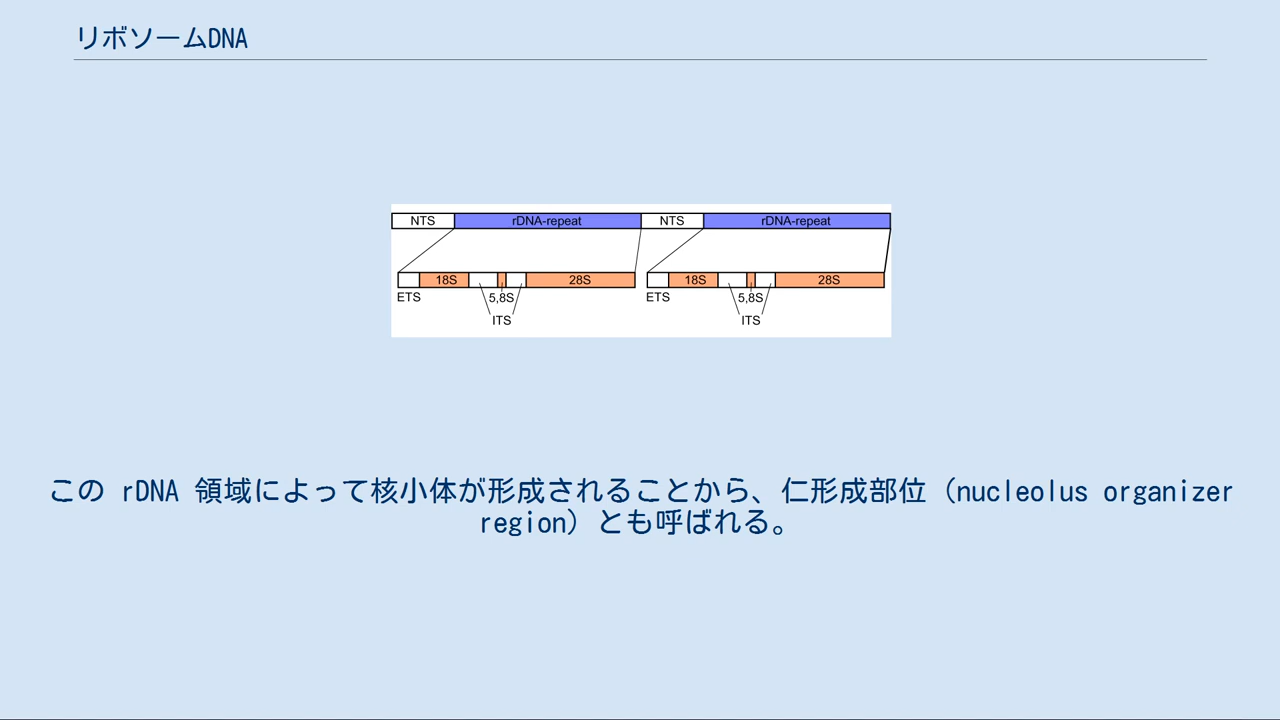 リボソームDNA
NTS rDNA-repeat NTS rDNA-repeat
18S 28S 18S 28S
ETS 5,8S ETS 5,8S
ITS ITS
この rDNA 領域によって核小体が形成されることから、仁形成部位（nucleolus organizer
region）とも呼ばれる。